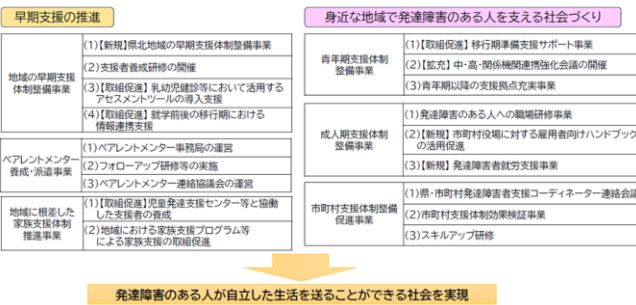 早期支援の推進
地域の早期支援
体制整備事業
(1)【新規】県北地域の早期支援体制整備事業
(2)支援者養成研修の開催
(3)【取組促進】 乳幼児健診等において活用する
アセスメントツールの導入支援
(4)【取組促進】 就学前後の移行期における
情報連携支援
ペアレントメンター
養成・派遣事業
(1)ペアレントメンター事務局の運営
(2)フォローアップ研修等の実施
(3)ペアレントメンター連絡協議会の運営
地域に根差した
家族支援体制
推進事業
(1)【取組促進】児童発達支援センター等と協働
した支援者の養成
(2)地域における家族支援プログラム等
による家族支援の取組促進
身近な地域で発達障害のある人を支える社会づくり
青年期支援体制
整備事業
(1)【取組促進】 移行期準備支援サポート事業
(2)【拡充】 中・高・関係機関連携強化会議の開催
(3)青年期以降の支援拠点充実事業
成人期支援体制
整備事業
(1)発達障害のある人への職場研修事業
(2)【新規】 市町村役場に対する雇用者向けハンドブック
の活用促進
(3)【新規】 発達障害者就労支援事業
市町村支援体制整備
促進事業
(1)県・市町村発達障害者支援コーディネーター連絡会議
(2)市町村支援体制効果検証事業
(3)スキルアップ研修
発達障害のある人が自立した生活を送ることができる社会を実現